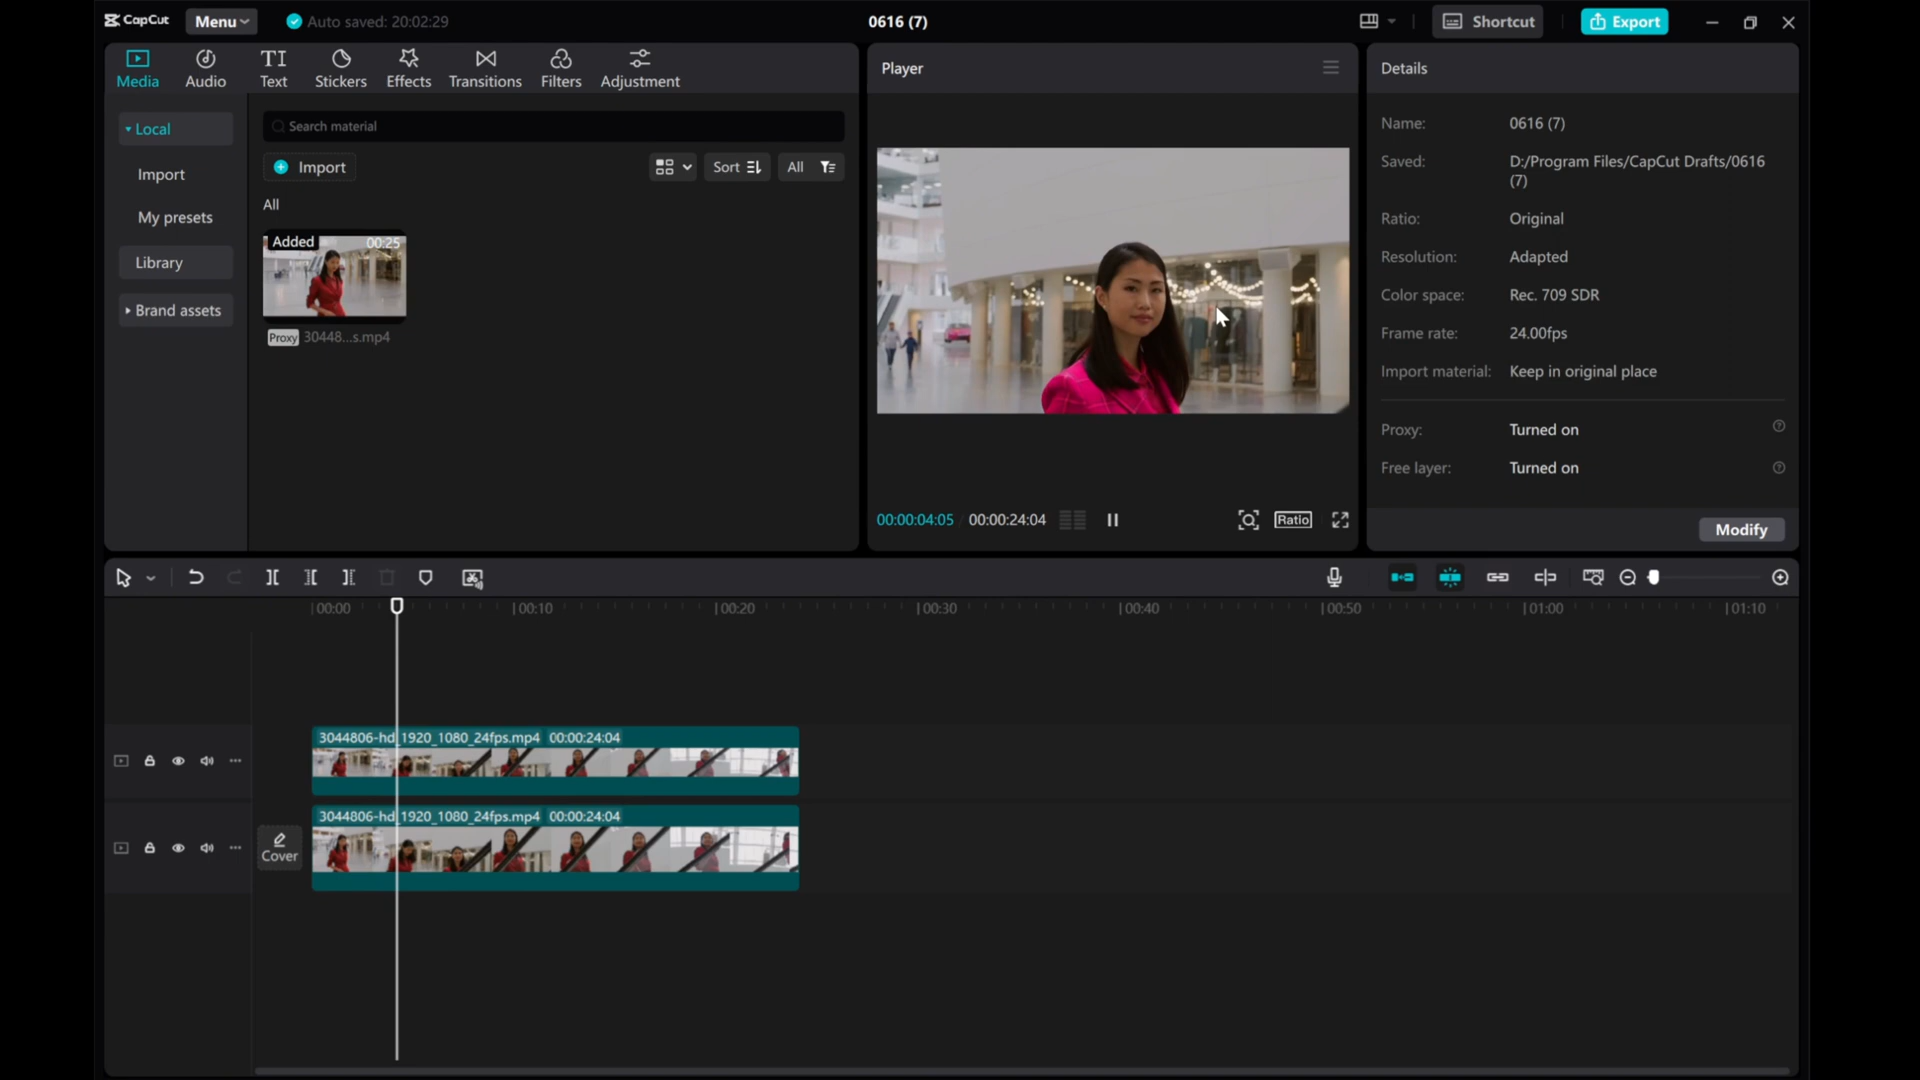 CapCut
Menu
Auto saved: 20:02:29
0616 (7)
Shortcut
Export
Media
Audio
TI
Text
Stickers
Effects
Transitions
Filters
Adjustment
Local
Import
My presets
Library
Brand assets
Search material
Import
Sort
All
All
Added
00:25
Proxy
30448...s.mp4
Player
00:00:04:05
00:00:24:04
Ratio
Details
Name: 0616 (7)
Saved: D:/Program Files/CapCut Drafts/0616
(7)
Ratio: Original
Resolution: Adapted
Color space: Rec. 709 SDR
Frame rate: 24.00fps
Import material: Keep in original place
Proxy: Turned on
Free layer: Turned on
Modify
00:00
00:10
00:20
00:30
00:40
00:50
01:00
01:10
3044806-hd_1920_1080_24fps.mp4 00:00:24:04
3044806-hd_1920_1080_24fps.mp4 00:00:24:04
Cover